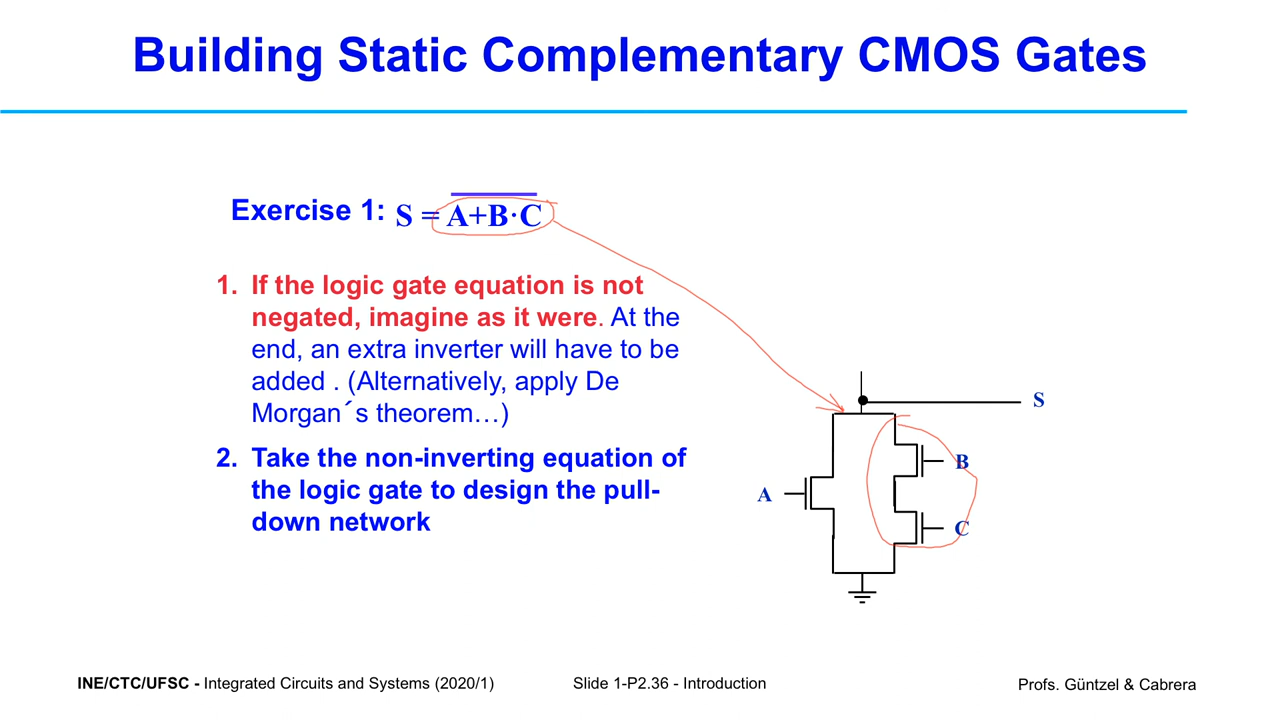 Building Static Complementary CMOS Gates
Exercise 1: S = A+B·C
1. If the logic gate equation is not
negated, imagine as it were. At the
end, an extra inverter will have to be
added . (Alternatively, apply De
Morgan´s theorem…)
2. Take the non-inverting equation of
the logic gate to design the pull-
down network
S
B
A
C
INE/CTC/UFSC - Integrated Circuits and Systems (2020/1)
Slide 1-P2.36 - Introduction
Profs. Güntzel & Cabrera